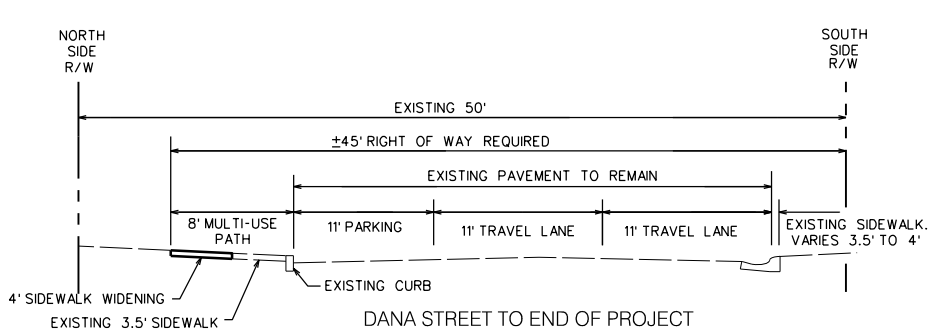 NORTH
SIDE
R/W
SOUTH
SIDE
R/W
EXISTING 50'
±45' RIGHT OF WAY REQUIRED
EXISTING PAVEMENT TO REMAIN
8' MULTI-USE
PATH
11' PARKING
11' TRAVEL LANE
11' TRAVEL LANE
EXISTING SIDEWALK.
VARIES 3.5' TO 4'
4' SIDEWALK WIDENING
EXISTING 3.5' SIDEWALK
EXISTING CURB
DANA STREET TO END OF PROJECT